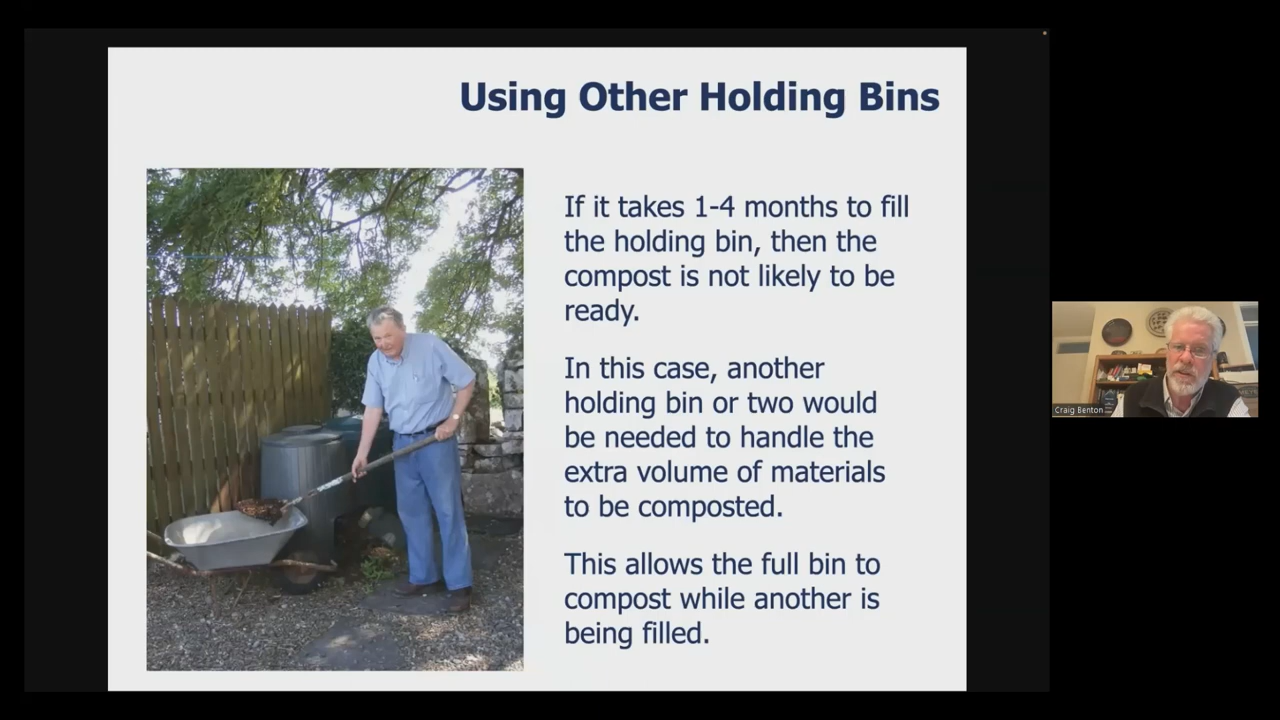 Using Other Holding Bins
If it takes 1-4 months to fill
the holding bin, then the
compost is not likely to be
ready.
In this case, another
holding bin or two would
be needed to handle the
extra volume of materials
to be composted.
This allows the full bin to
compost while another is
being filled.
Craig Benton